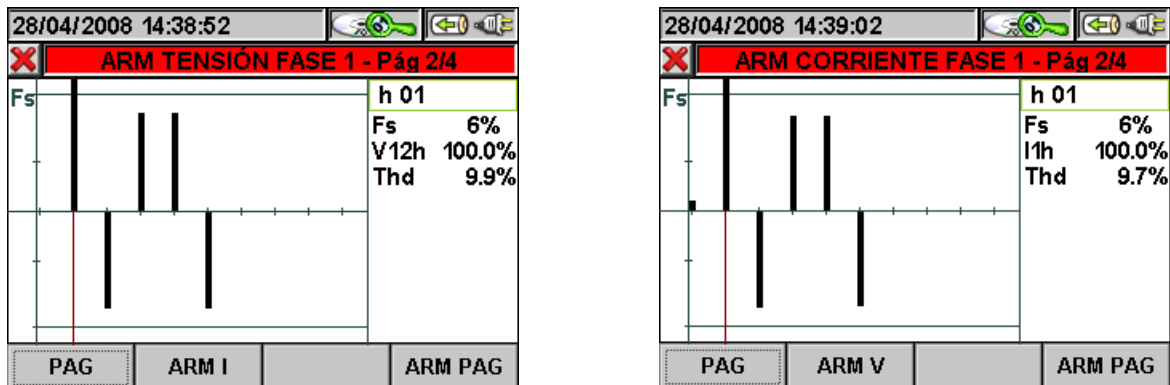 28/04/2008 14:38:52
ARM TENSIÓN FASE 1 - Pág 2/4
Fs
h 01
Fs 6%
V12h 100.0%
Thd 9.9%
PAG ARM I ARM PAG
28/04/2008 14:39:02
ARM CORRIENTE FASE 1 - Pág 2/4
Fs
h 01
Fs 6%
I1h 100.0%
Thd 9.7%
PAG ARM V ARM PAG